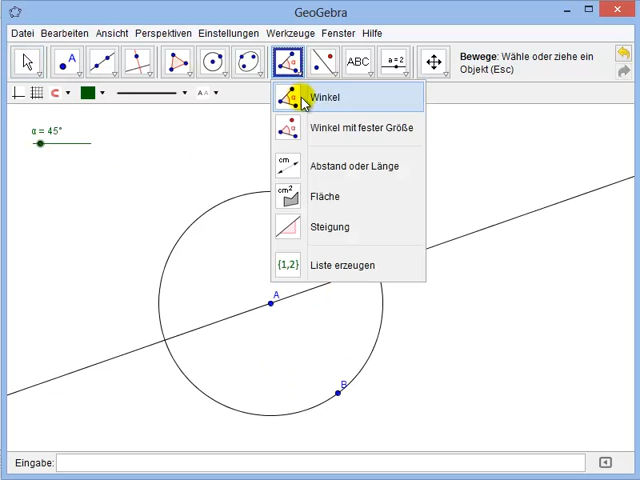 GeoGebra
Datei Bearbeiten Ansicht Perspektiven Einstellungen Werkzeuge Fenster Hilfe
A
α
ABC
a = 2
Bewege: Wähle oder ziehe ein
Objekt (Esc)
A A
α = 45°
α Winkel
α Winkel mit fester Größe
cm Abstand oder Länge
cm² Fläche
Steigung
{1,2} Liste erzeugen
A
B
Eingabe: